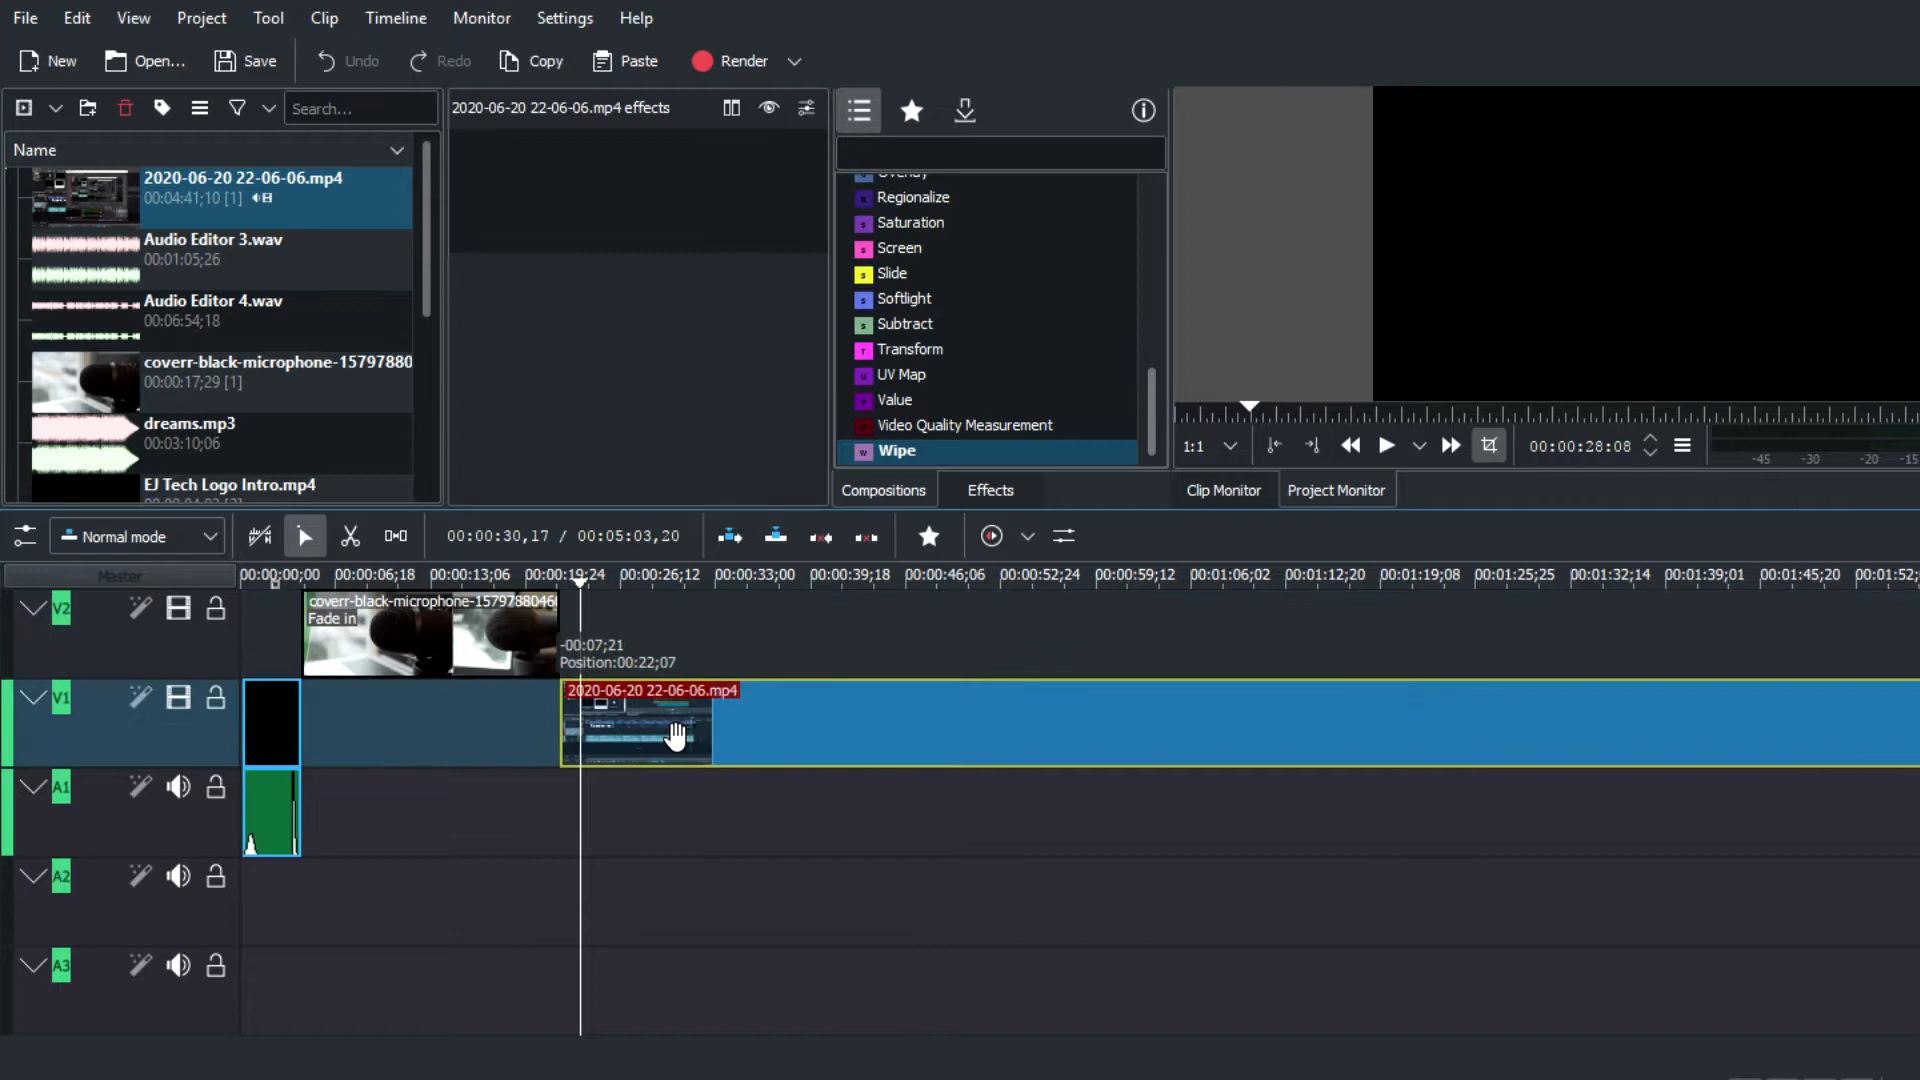 File Edit View Project Tool Clip Timeline Monitor Settings Help
New Open... Save Undo Redo Copy Paste Render
Search...
2020-06-20 22-06-06.mp4 effects
Name
2020-06-20 22-06-06.mp4
00:04:41;10 [1]
Audio Editor 3.wav
00:01:05;26
Audio Editor 4.wav
00:06:54;18
coverr-black-microphone-15797880
00:00:17;29 [1]
dreams.mp3
00:03:10;06
EJ Tech Logo Intro.mp4
Overlay
Regionalize
Saturation
Screen
Slide
Softlight
Subtract
Transform
UV Map
Value
Video Quality Measurement
Wipe
Compositions Effects
1:1 00:00:28:08
-45 -30 -20 -15
Clip Monitor Project Monitor
Normal mode 00:00:30,17 / 00:05:03,20
Master
00:00:00;00 00:00:06;18 00:00:13;06 00:00:19;24 00:00:26;12 00:00:33;00 00:00:39;18 00:00:46;06 00:00:52;24 00:00:59;12 00:01:06;02 00:01:12;20 00:01:19;08 00:01:25;25 00:01:32;14 00:01:39;01 00:01:45;20 00:01:52;
V2
coverr-black-microphone-1579788046
Fade in
-00:07;21
Position:00:22;07
V1
2020-06-20 22-06-06.mp4
A1
A2
A3